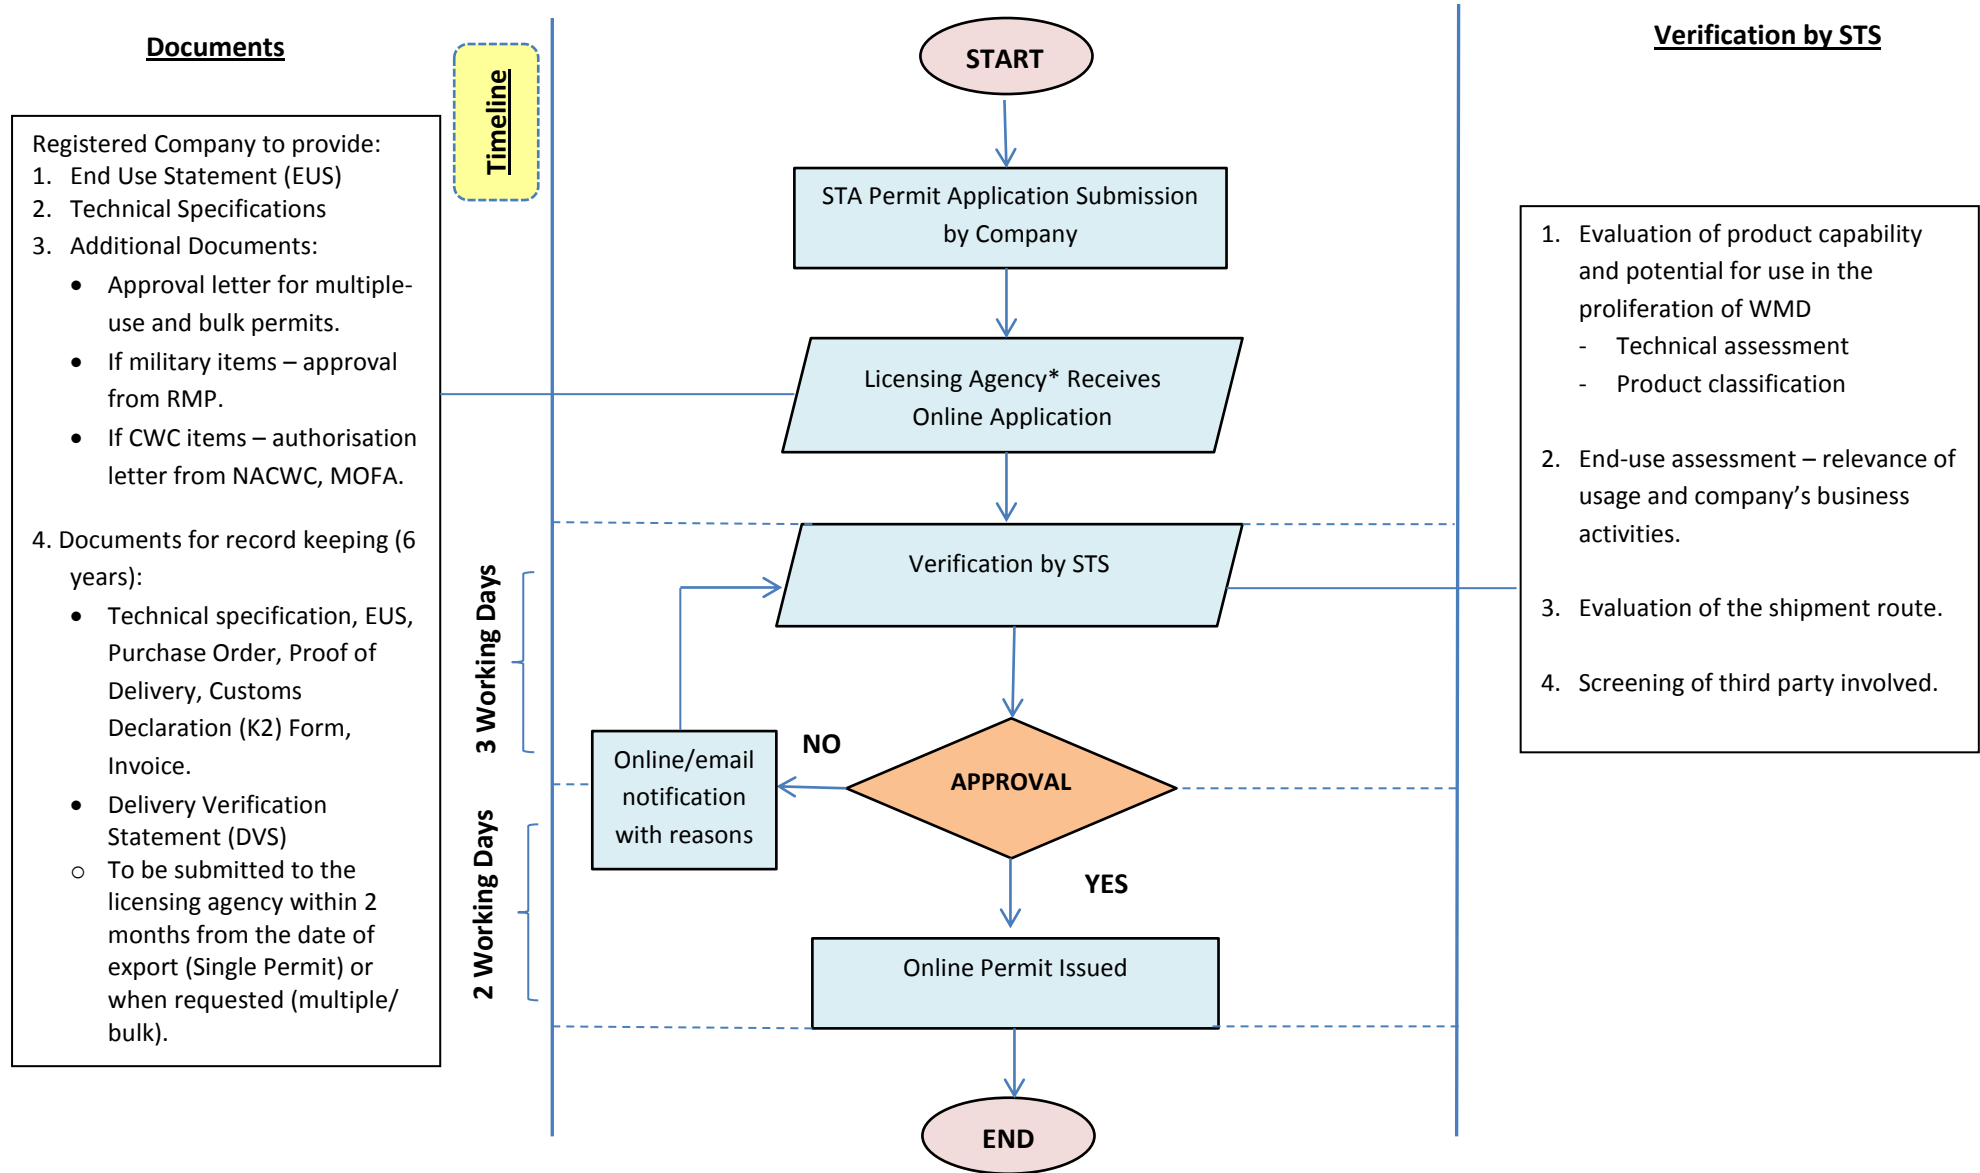 Documents
Registered Company to provide:
1. End Use Statement (EUS)
2. Technical Specifications
3. Additional Documents:
• Approval letter for multiple-
use and bulk permits.
• If military items – approval
from RMP.
• If CWC items – authorisation
letter from NACWC, MOFA.
4. Documents for record keeping (6
years):
• Technical specification, EUS,
Purchase Order, Proof of
Delivery, Customs
Declaration (K2) Form,
Invoice.
• Delivery Verification
Statement (DVS)
o To be submitted to the
licensing agency within 2
months from the date of
export (Single Permit) or
when requested (multiple/
bulk).
Timeline
3 Working Days
2 Working Days
START
STA Permit Application Submission
by Company
Licensing Agency* Receives
Online Application
Verification by STS
APPROVAL
NO
Online/email
notification
with reasons
YES
Online Permit Issued
END
Verification by STS
1. Evaluation of product capability
and potential for use in the
proliferation of WMD
- Technical assessment
- Product classification
2. End-use assessment – relevance of
usage and company’s business
activities.
3. Evaluation of the shipment route.
4. Screening of third party involved.